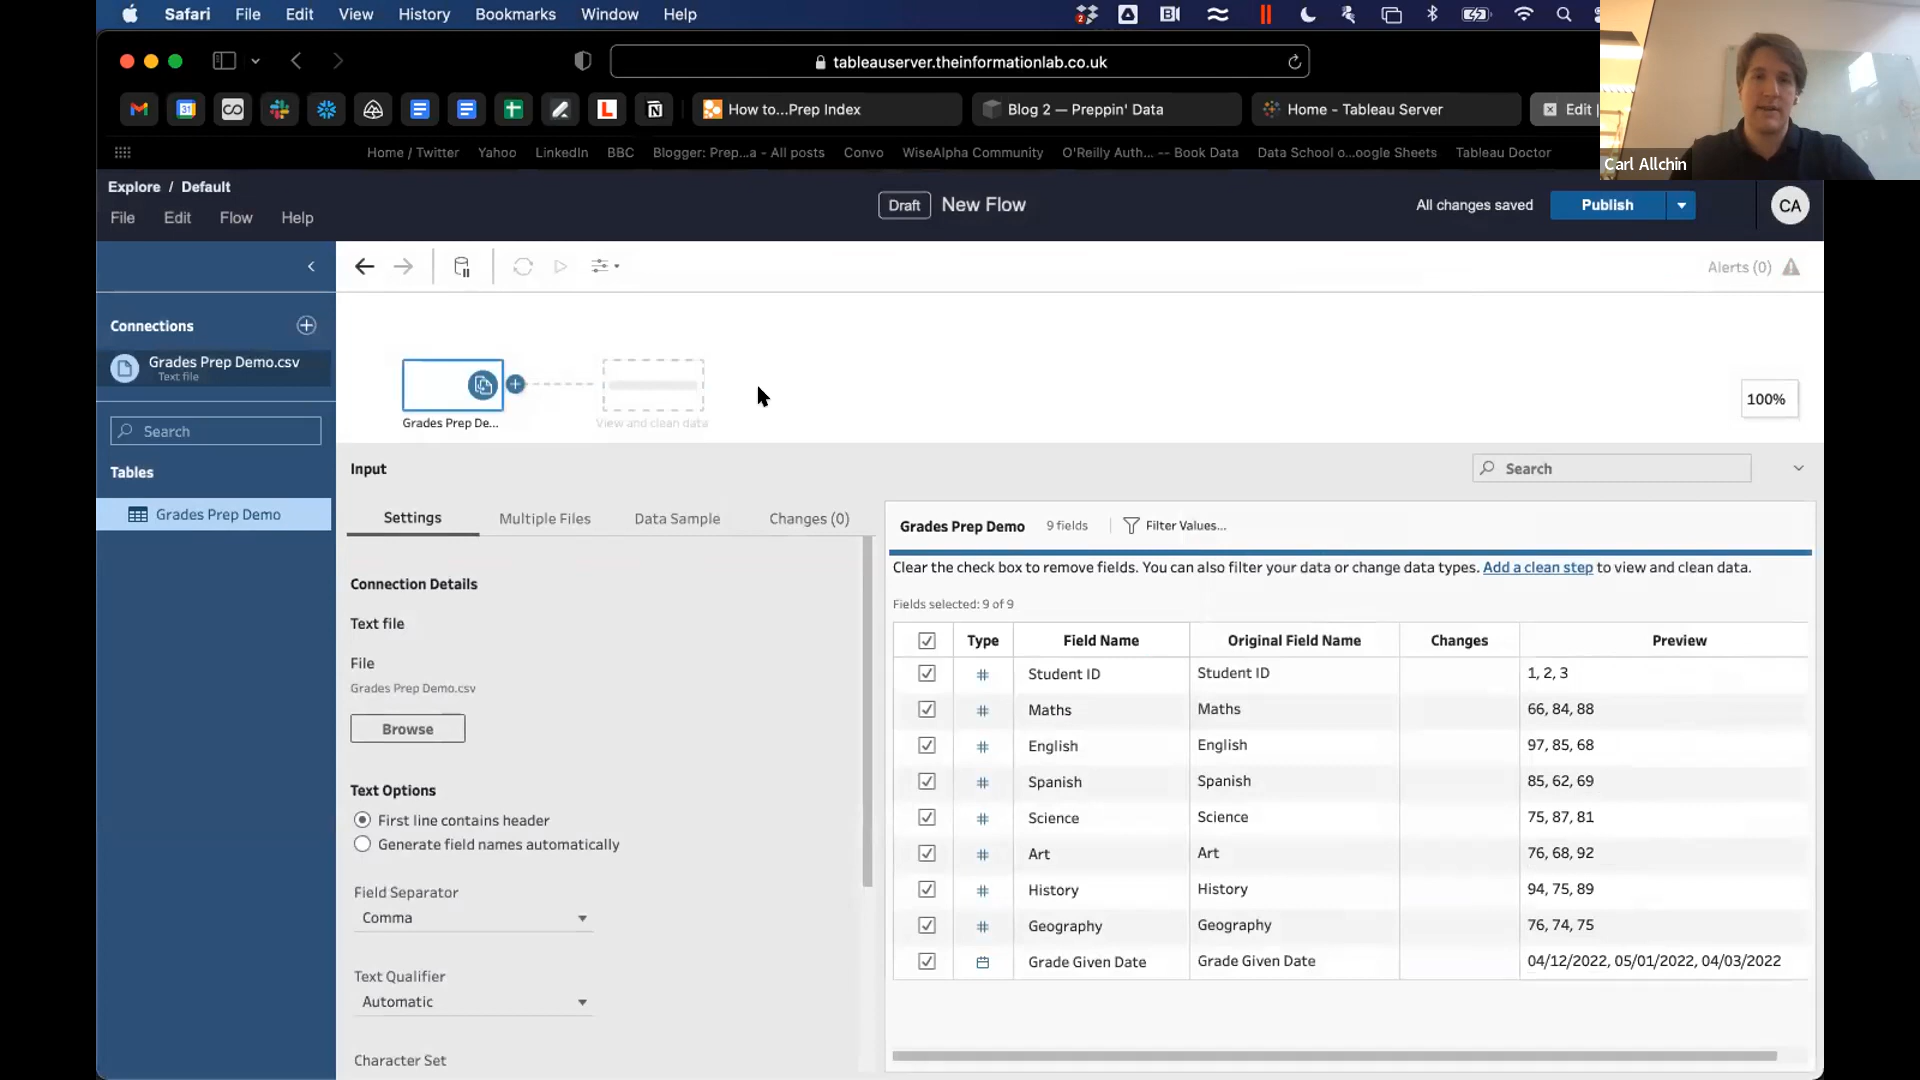 Safari File Edit View History Bookmarks Window Help
tableauserver.theinformationlab.co.uk
How to...Prep Index Blog 2 — Preppin' Data Home - Tableau Server Edit
Home / Twitter Yahoo LinkedIn BBC Blogger: Prep...a - All posts Convo WiseAlpha Community O'Reilly Auth... -- Book Data Data School o...oogle Sheets Tableau Doctor
Carl Allchin
Explore / Default
Draft New Flow
All changes saved Publish CA
File Edit Flow Help
Alerts (0)
Connections
Grades Prep Demo.csv
Text file
Search
Tables
Grades Prep Demo
Grades Prep De...
View and clean data
100%
Input
Search
Settings Multiple Files Data Sample Changes (0)
Connection Details
Text file
File
Grades Prep Demo.csv
Browse
Text Options
First line contains header
Generate field names automatically
Field Separator
Comma
Text Qualifier
Automatic
Character Set
Grades Prep Demo 9 fields Filter Values...
Clear the check box to remove fields. You can also filter your data or change data types. Add a clean step to view and clean data.
Fields selected: 9 of 9
Type Field Name Original Field Name Changes Preview
# Student ID Student ID 1, 2, 3
# Maths Maths 66, 84, 88
# English English 97, 85, 68
# Spanish Spanish 85, 62, 69
# Science Science 75, 87, 81
# Art Art 76, 68, 92
# History History 94, 75, 89
# Geography Geography 76, 74, 75
Grade Given Date Grade Given Date 04/12/2022, 05/01/2022, 04/03/2022